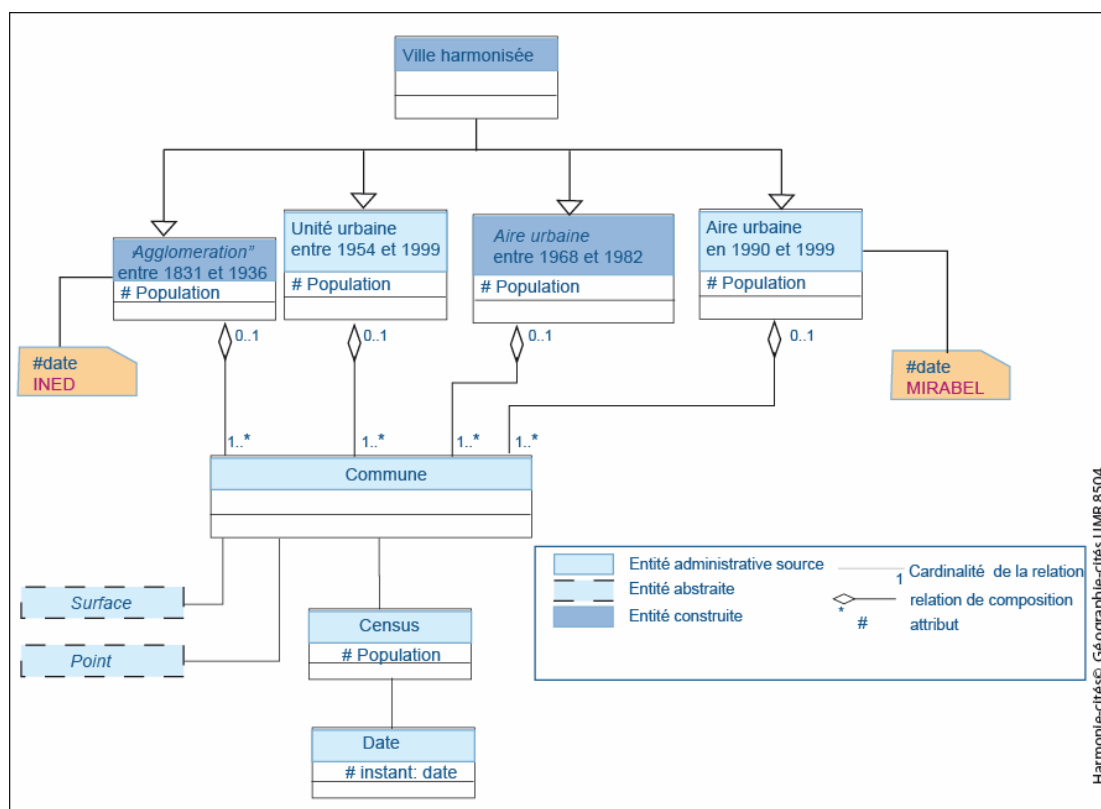 Ville harmonisée
Agglomeration"
entre 1831 et 1936
# Population
Unité urbaine
entre 1954 et 1999
# Population
Aire urbaine
entre 1968 et 1982
# Population
Aire urbaine
en 1990 et 1999
# Population
0..1
0..1
0..1
0..1
#date
INED
#date
MIRABEL
1..*
1..*
1..*
1..*
Commune
Surface
Point
Census
# Population
Date
# instant: date
Entité administrative source
Entité abstraite
Entité construite
1 Cardinalité de la relation
relation de composition
*
# attribut
Harmonie-cités© Géographie-cités UMR 8504